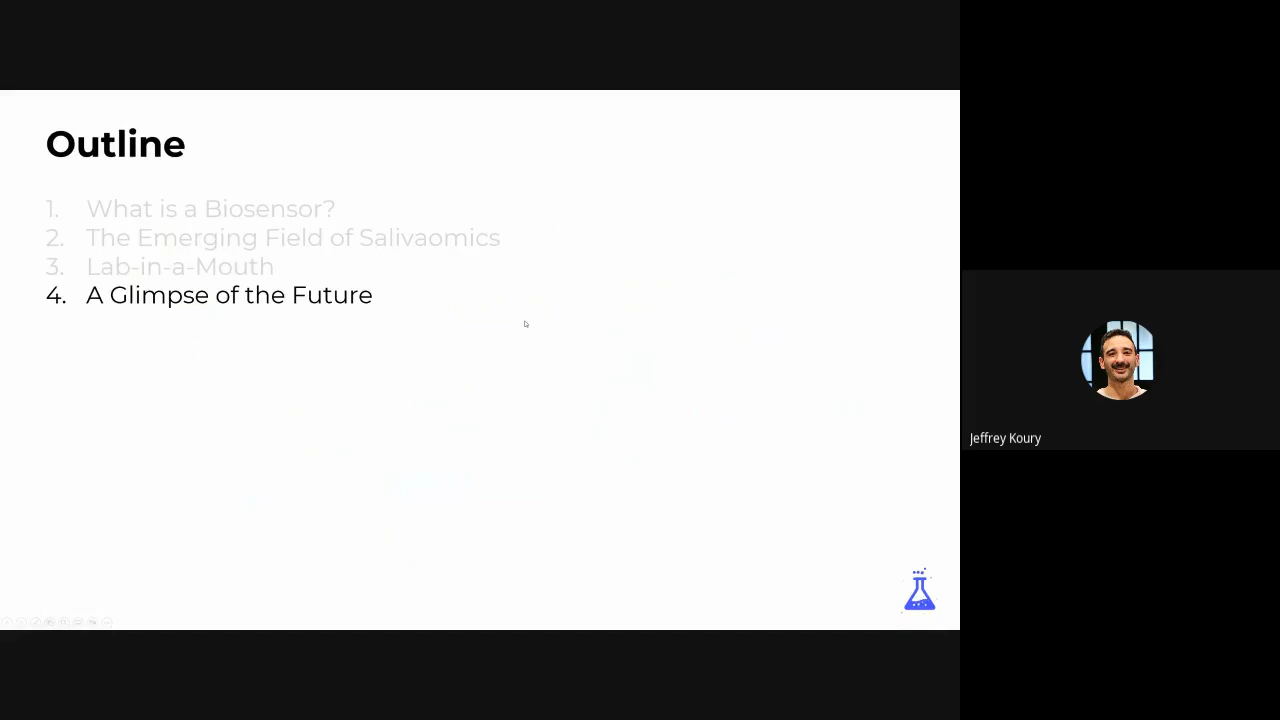 Outline
1. What is a Biosensor?
2. The Emerging Field of Salivaomics
3. Lab-in-a-Mouth
4. A Glimpse of the Future
Jeffrey Koury